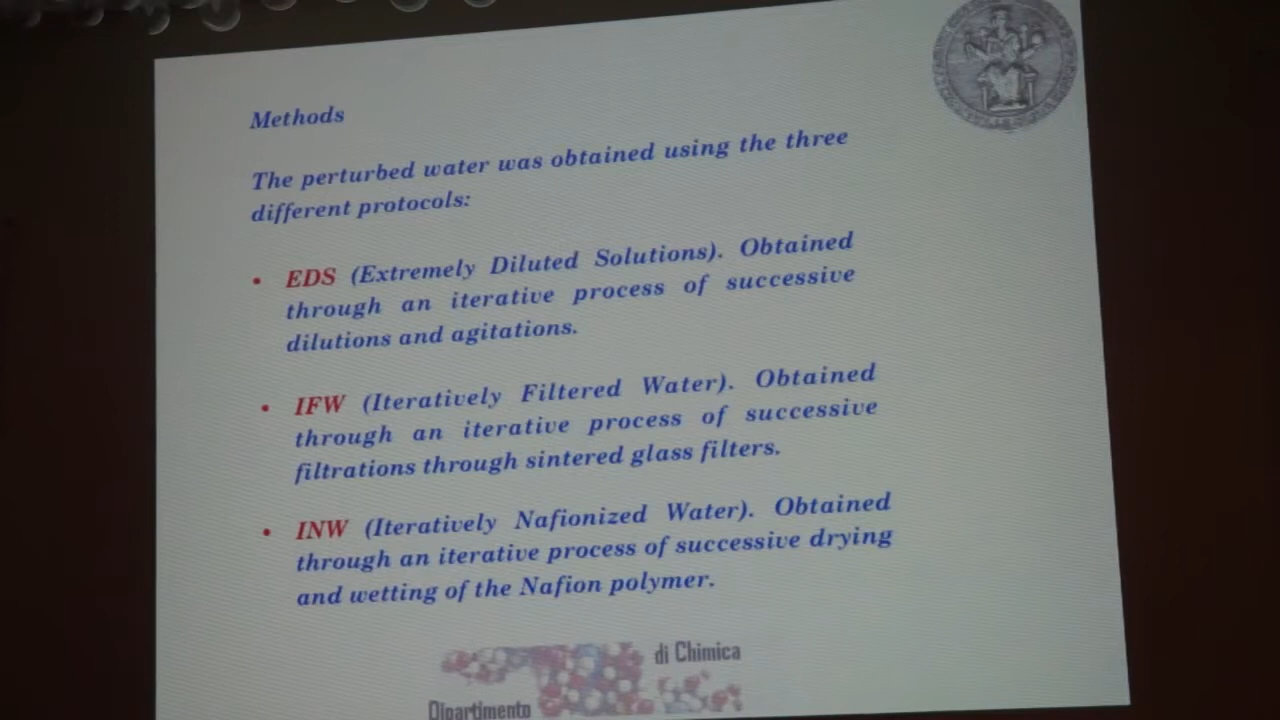 Methods
The perturbed water was obtained using the three
different protocols:
• EDS (Extremely Diluted Solutions). Obtained
through an iterative process of successive
dilutions and agitations.
• IFW (Iteratively Filtered Water). Obtained
through an iterative process of successive
filtrations through sintered glass filters.
• INW (Iteratively Nafionized Water). Obtained
through an iterative process of successive drying
and wetting of the Nafion polymer.
di Chimica
Dipartimento